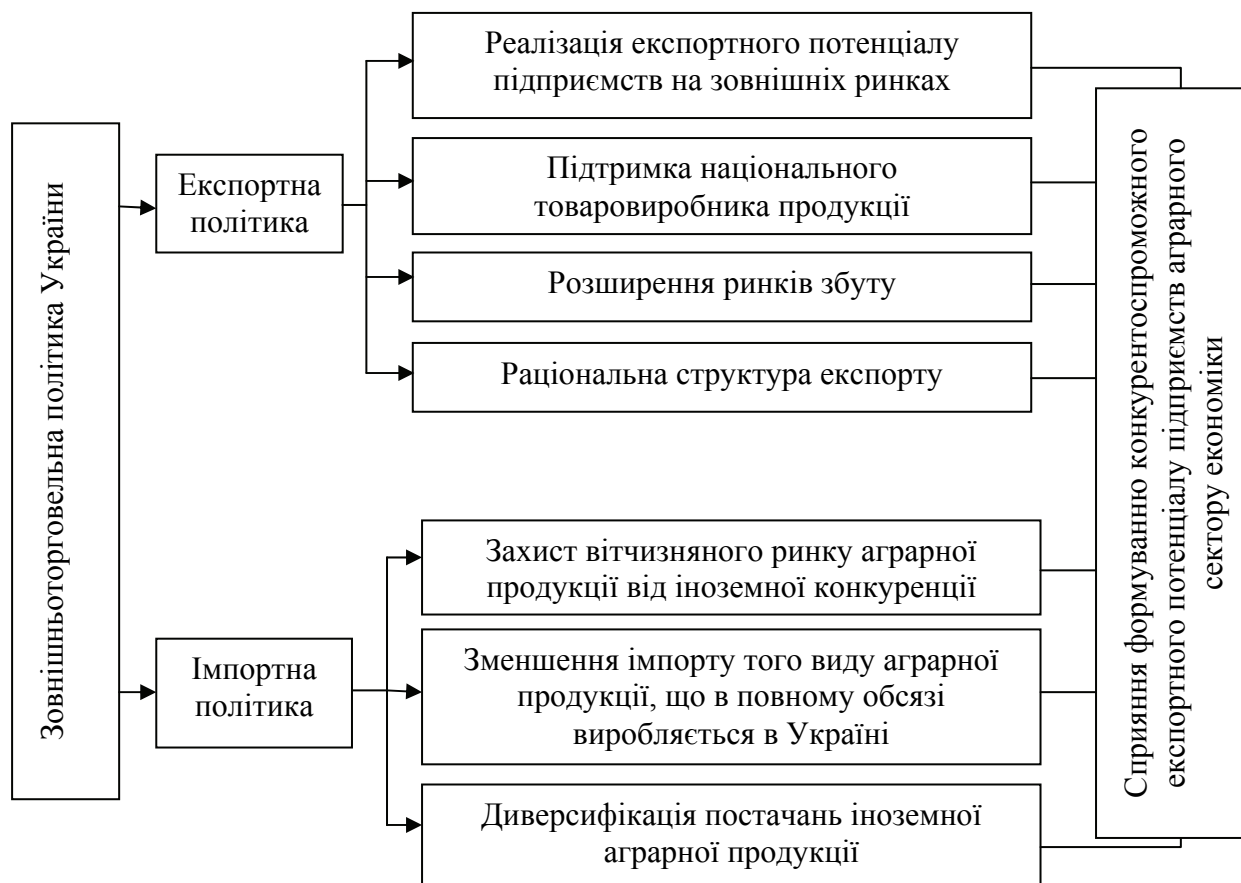 Зовнішньоторговельна політика України
Експортна
політика
Реалізація експортного потенціалу
підприємств на зовнішніх ринках
Підтримка національного
товаровиробника продукції
Розширення ринків збуту
Раціональна структура експорту
Імпортна
політика
Захист вітчизняного ринку аграрної
продукції від іноземної конкуренції
Зменшення імпорту того виду аграрної
продукції, що в повному обсязі
виробляється в Україні
Диверсифікація постачань іноземної
аграрної продукції
Сприяння формуванню конкурентоспроможного
експортного потенціалу підприємств аграрного
сектору економіки